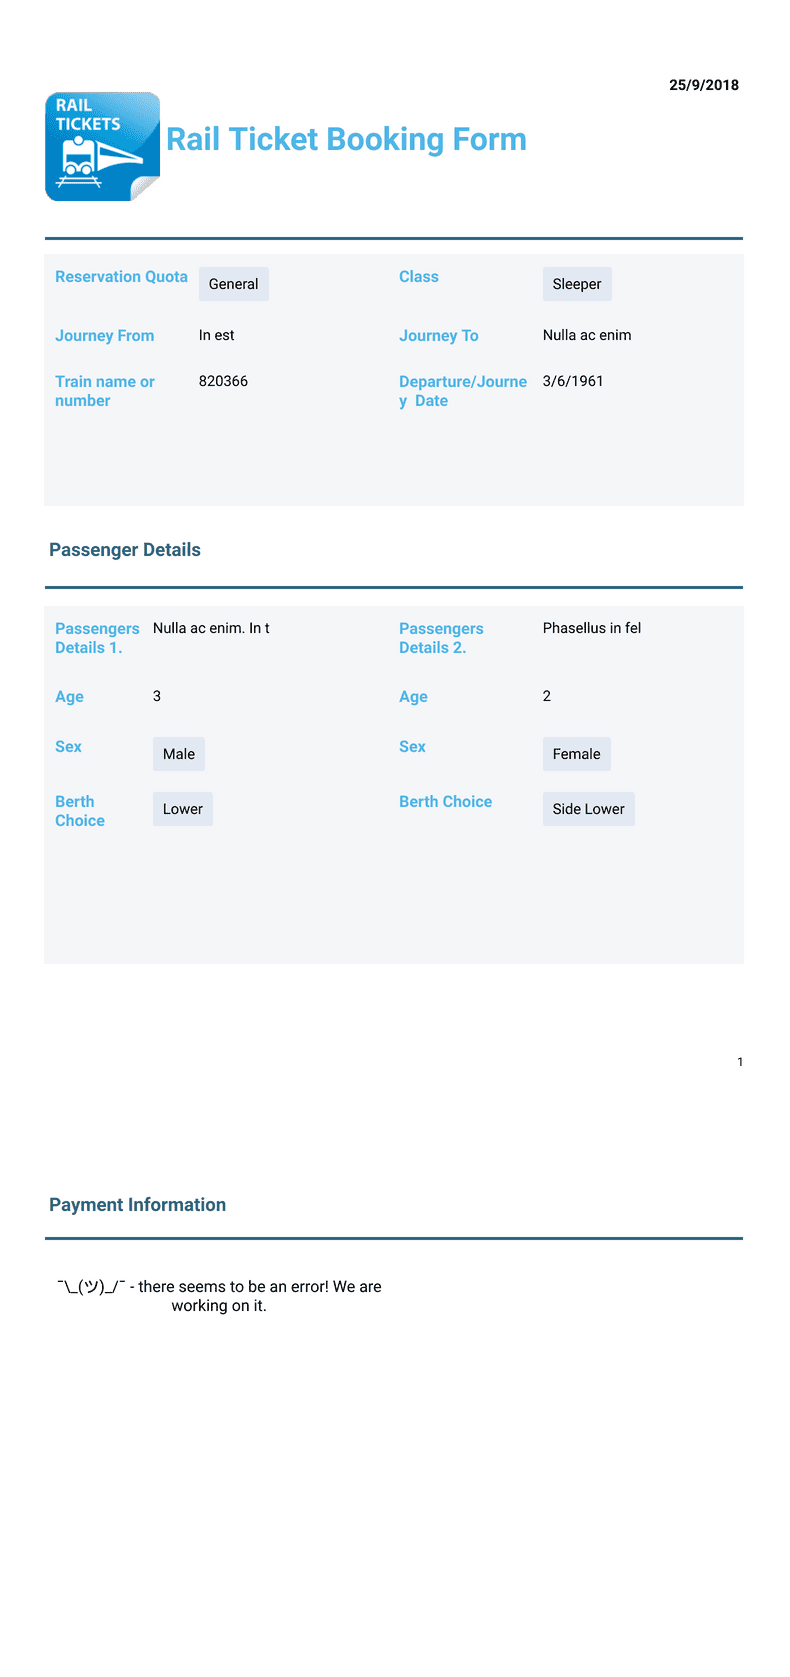 25/9/2018
RAIL
TICKETS
Rail Ticket Booking Form
Reservation Quota General Class Sleeper
Journey From In est Journey To Nulla ac enim
Train name or number 820366 Departure/Journe
y Date 3/6/1961
Passenger Details
Passengers Details 1. Nulla ac enim. In t Passengers Details 2. Phasellus in fel
Age 3 Age 2
Sex Male Sex Female
Berth Choice Lower Berth Choice Side Lower
1
Payment Information
¯\_(ツ)_/¯ - there seems to be an error! We are
working on it.